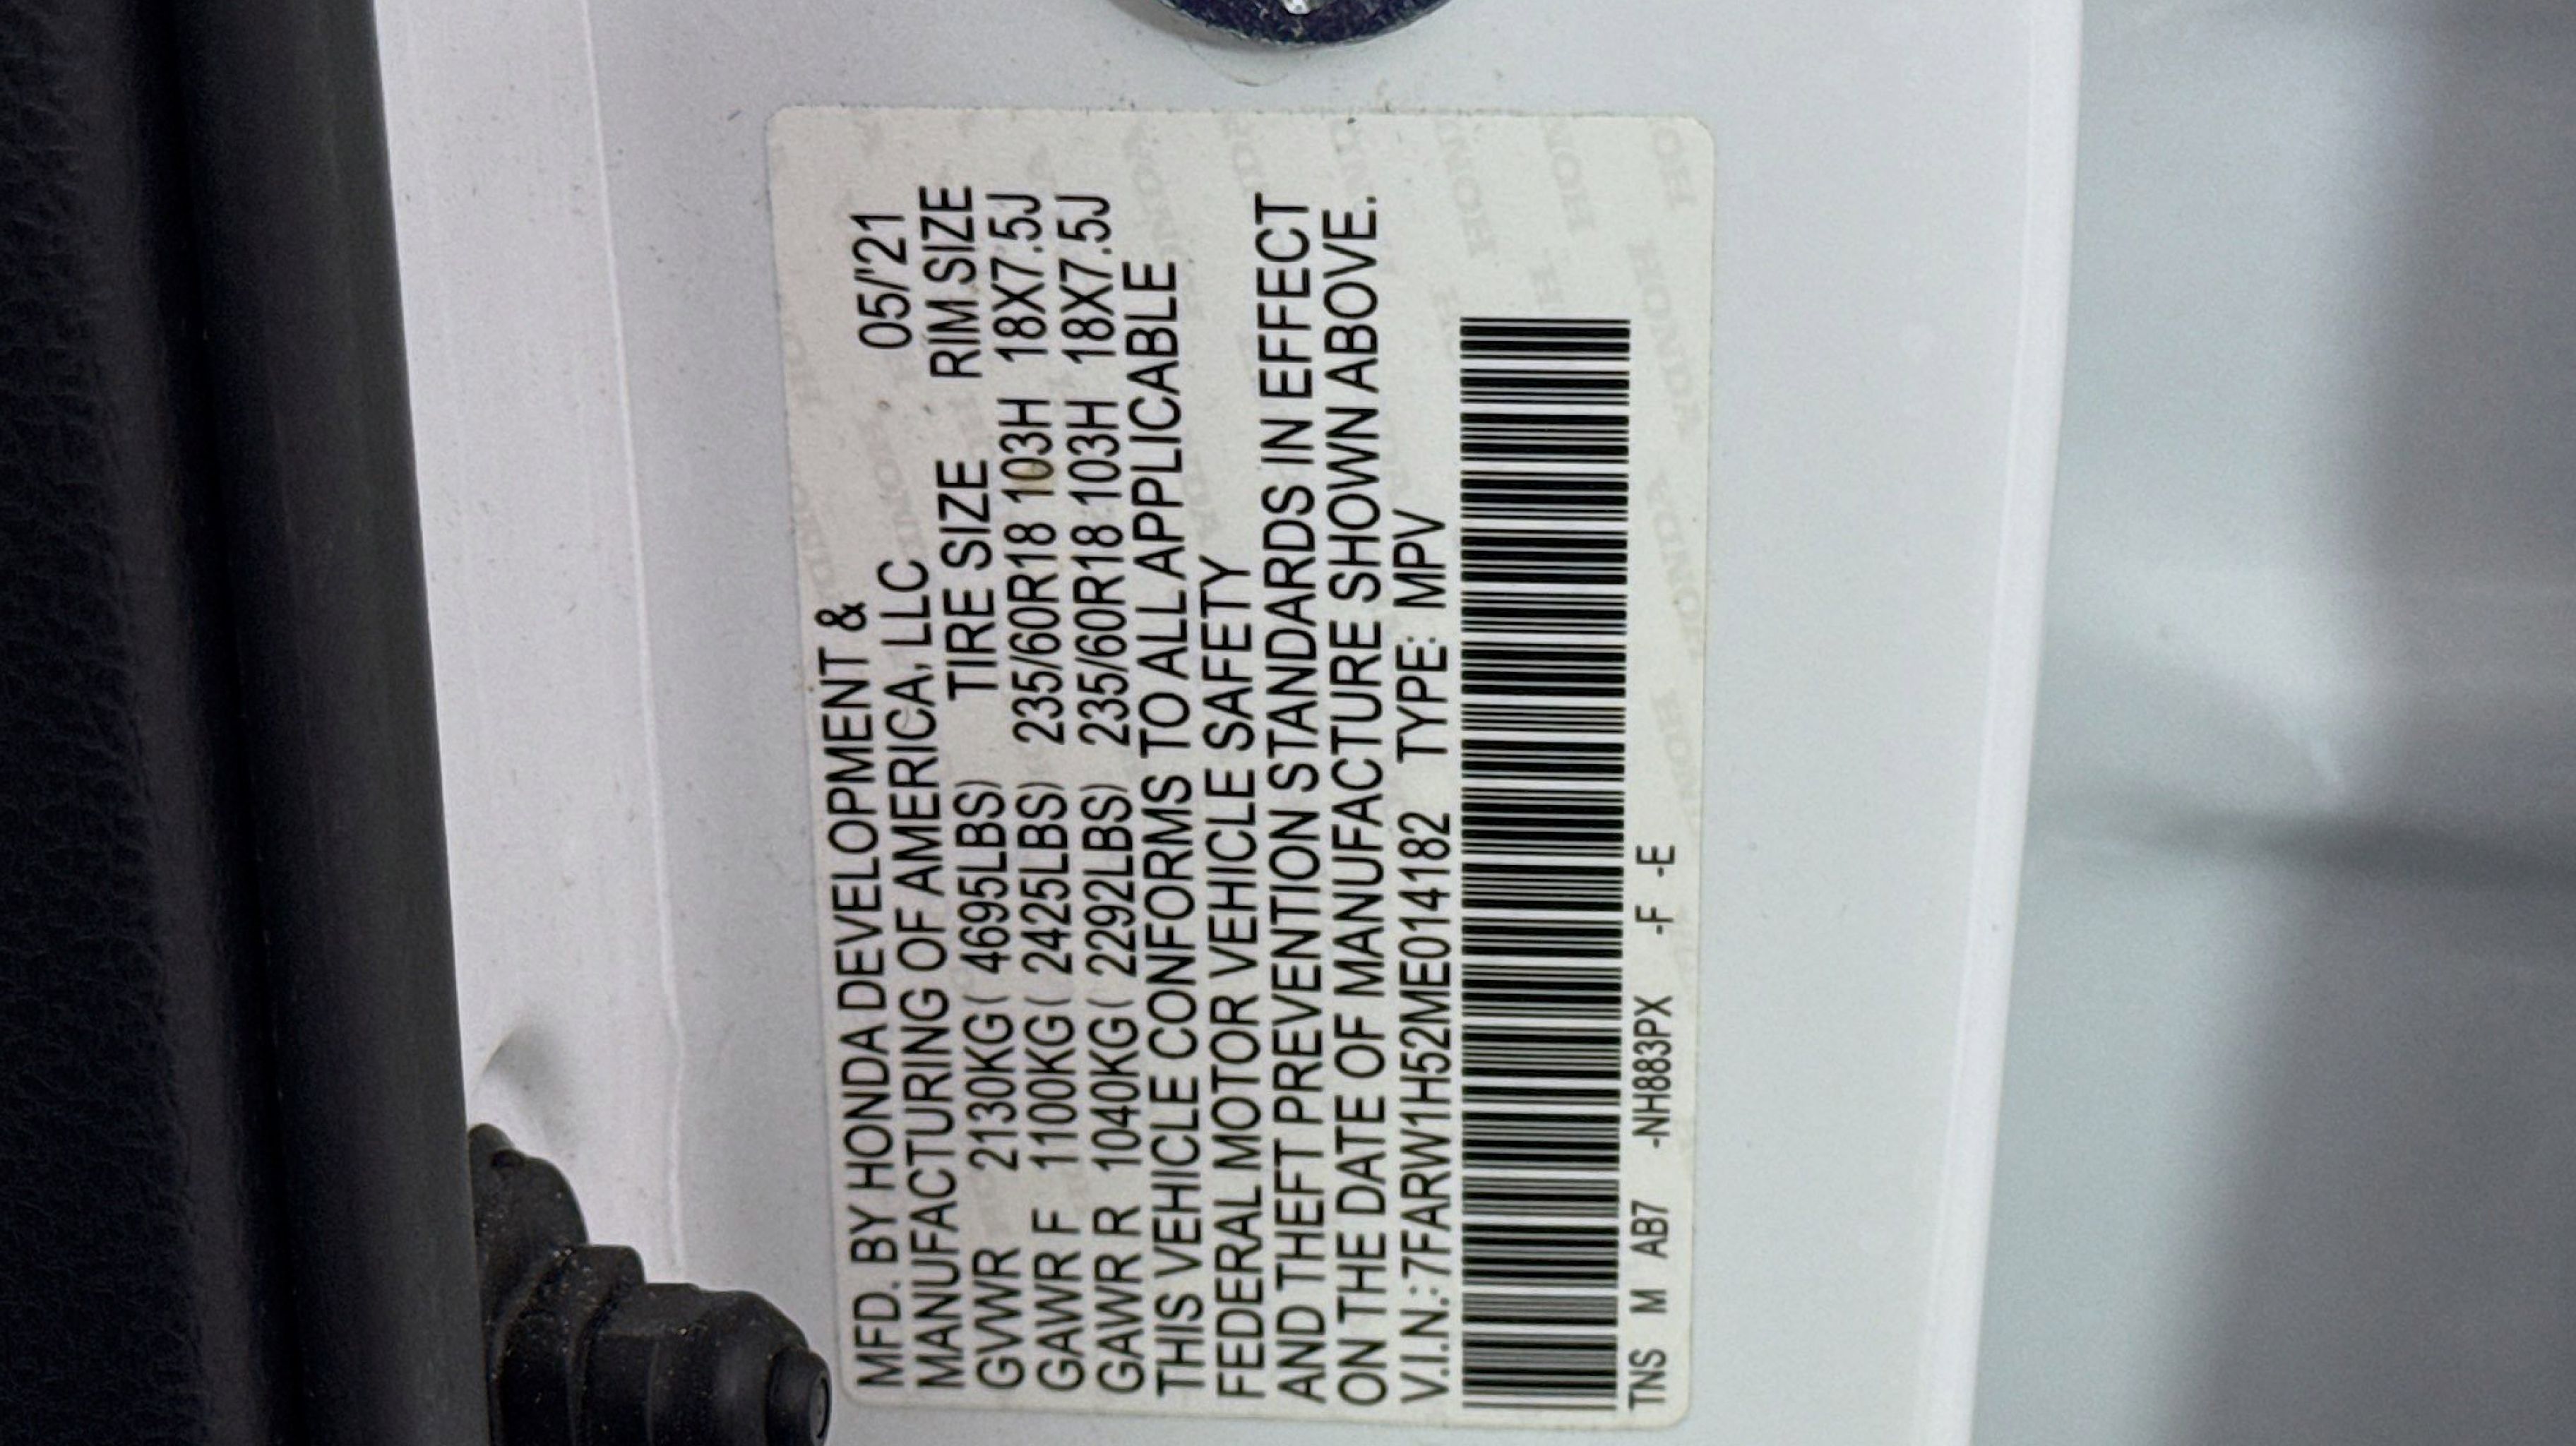 MFD. BY HONDA DEVELOPMENT &
MANUFACTURING OF AMERICA, LLC 05/'21
GVWR 2130KG( 4695LBS) TIRE SIZE RIM SIZE
GAWR F 1100KG( 2425LBS) 235/60R18 103H 18X7.5J
GAWR R 1040KG( 2292LBS) 235/60R18 103H 18X7.5J
THIS VEHICLE CONFORMS TO ALL APPLICABLE
FEDERAL MOTOR VEHICLE SAFETY
AND THEFT PREVENTION STANDARDS IN EFFECT
ON THE DATE OF MANUFACTURE SHOWN ABOVE.
V.I.N.:7FARW1H52ME014182 TYPE: MPV
TNS M AB7 -NH883PX -F -E